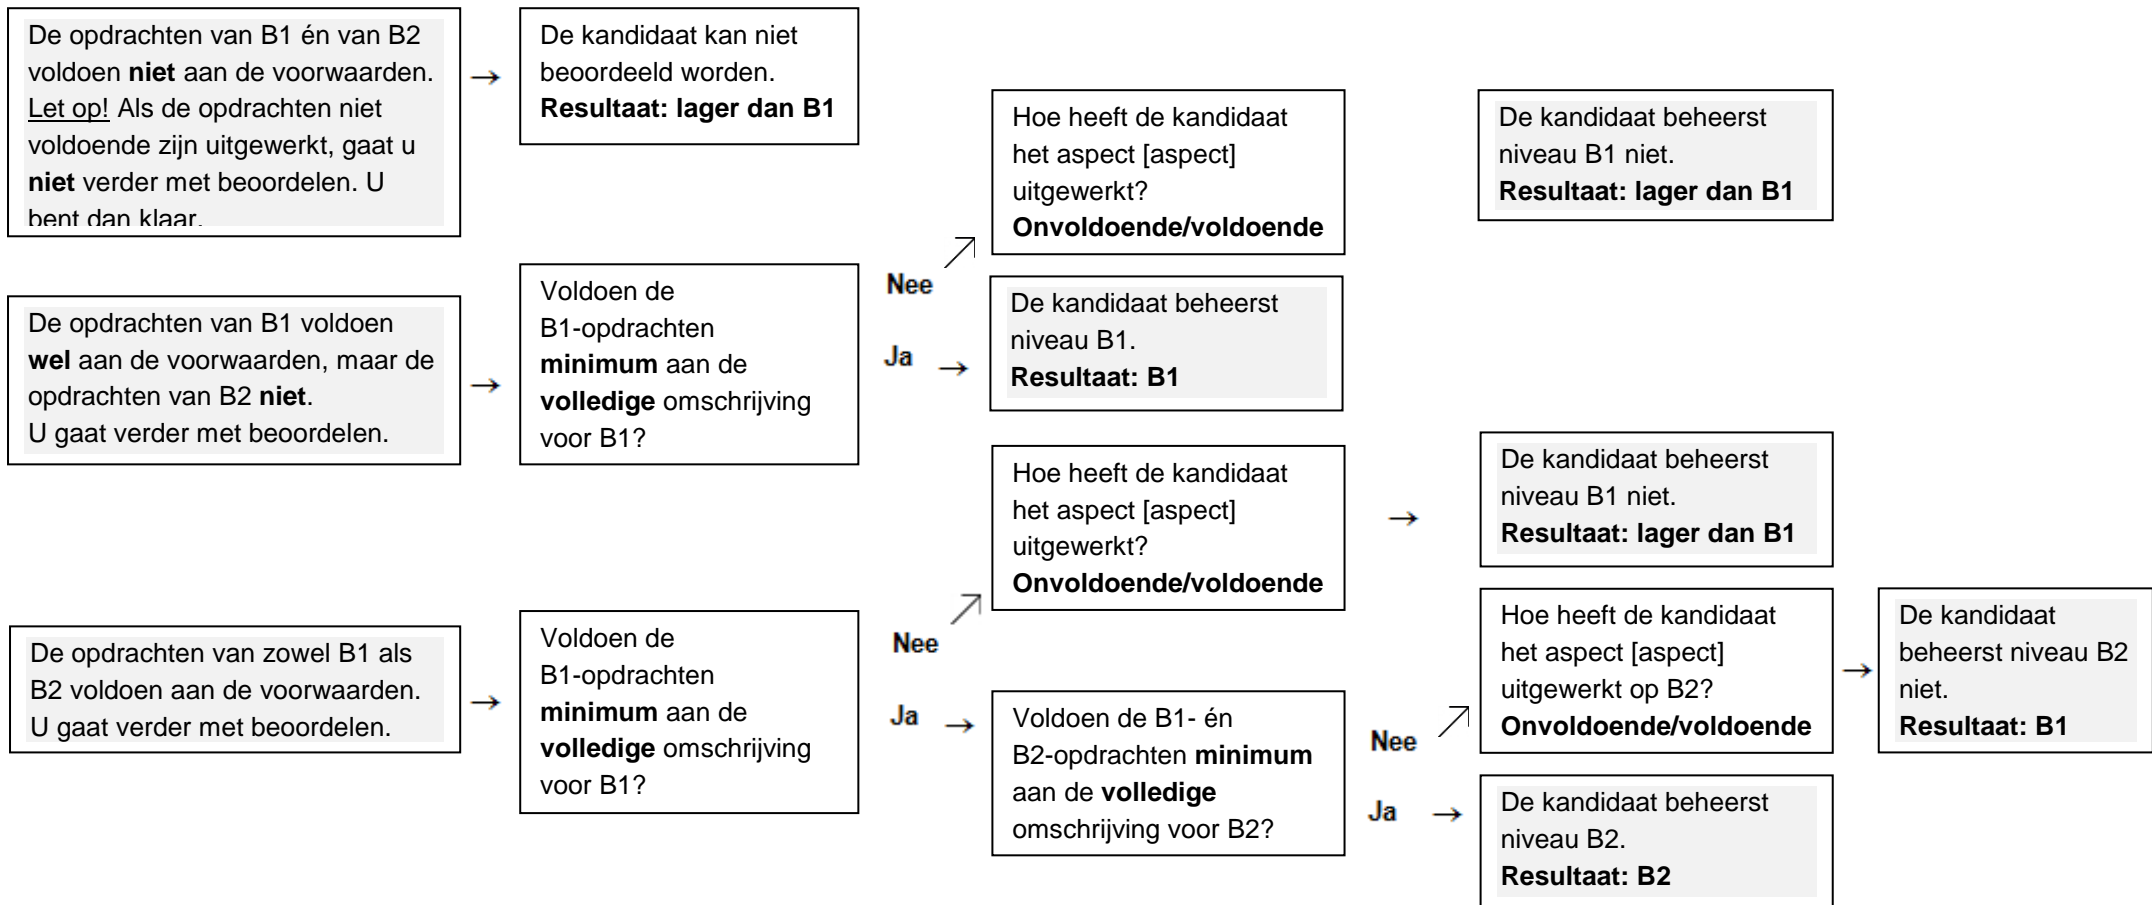 De opdrachten van B1 én van B2
voldoen niet aan de voorwaarden.
Let op! Als de opdrachten niet
voldoende zijn uitgewerkt, gaat u
niet verder met beoordelen. U
bent dan klaar.
→
De kandidaat kan niet
beoordeeld worden.
Resultaat: lager dan B1
De opdrachten van B1 voldoen
wel aan de voorwaarden, maar de
opdrachten van B2 niet.
U gaat verder met beoordelen.
→
Voldoen de
B1-opdrachten
minimum aan de
volledige omschrijving
voor B1?
Nee
Hoe heeft de kandidaat
het aspect [aspect]
uitgewerkt?
Onvoldoende/voldoende
De kandidaat beheerst
niveau B1 niet.
Resultaat: lager dan B1
Ja →
De kandidaat beheerst
niveau B1.
Resultaat: B1
De opdrachten van zowel B1 als
B2 voldoen aan de voorwaarden.
U gaat verder met beoordelen.
→
Voldoen de
B1-opdrachten
minimum aan de
volledige omschrijving
voor B1?
Nee
Hoe heeft de kandidaat
het aspect [aspect]
uitgewerkt?
Onvoldoende/voldoende
→
De kandidaat beheerst
niveau B1 niet.
Resultaat: lager dan B1
Ja →
Voldoen de B1- én
B2-opdrachten minimum
aan de volledige
omschrijving voor B2?
Nee
Hoe heeft de kandidaat
het aspect [aspect]
uitgewerkt op B2?
Onvoldoende/voldoende
→
De kandidaat
beheerst niveau B2
niet.
Resultaat: B1
Ja →
De kandidaat beheerst
niveau B2.
Resultaat: B2